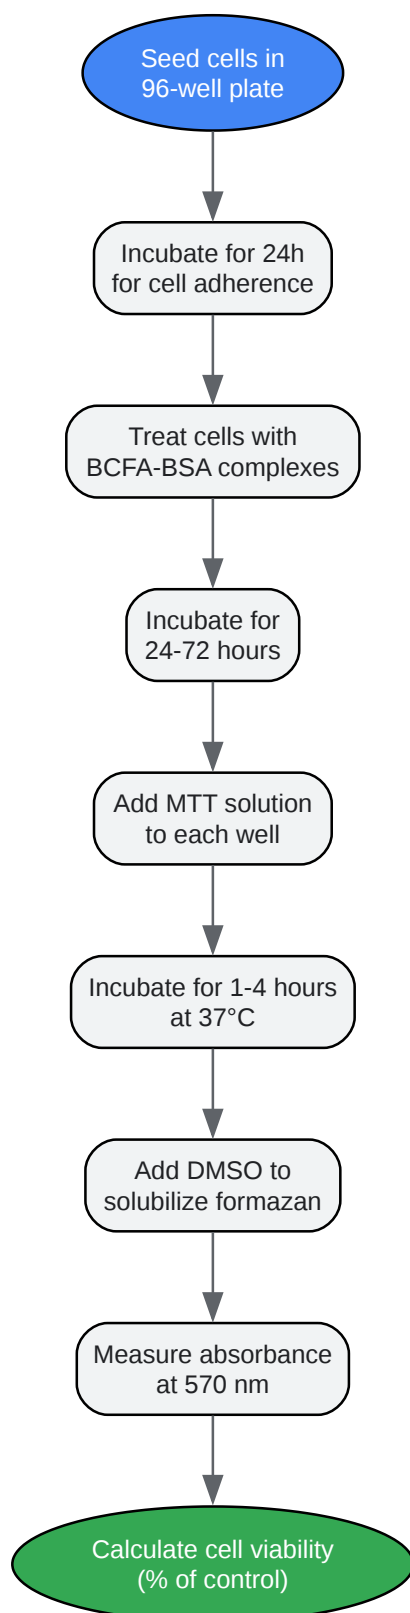 Seed cells in
96-well plate
Incubate for 24h
for cell adherence
Treat cells with
BCFA-BSA complexes
Incubate for
24-72 hours
Add MTT solution
to each well
Incubate for 1-4 hours
at 37°C
Add DMSO to
solubilize formazan
Measure absorbance
at 570 nm
Calculate cell viability
(% of control)